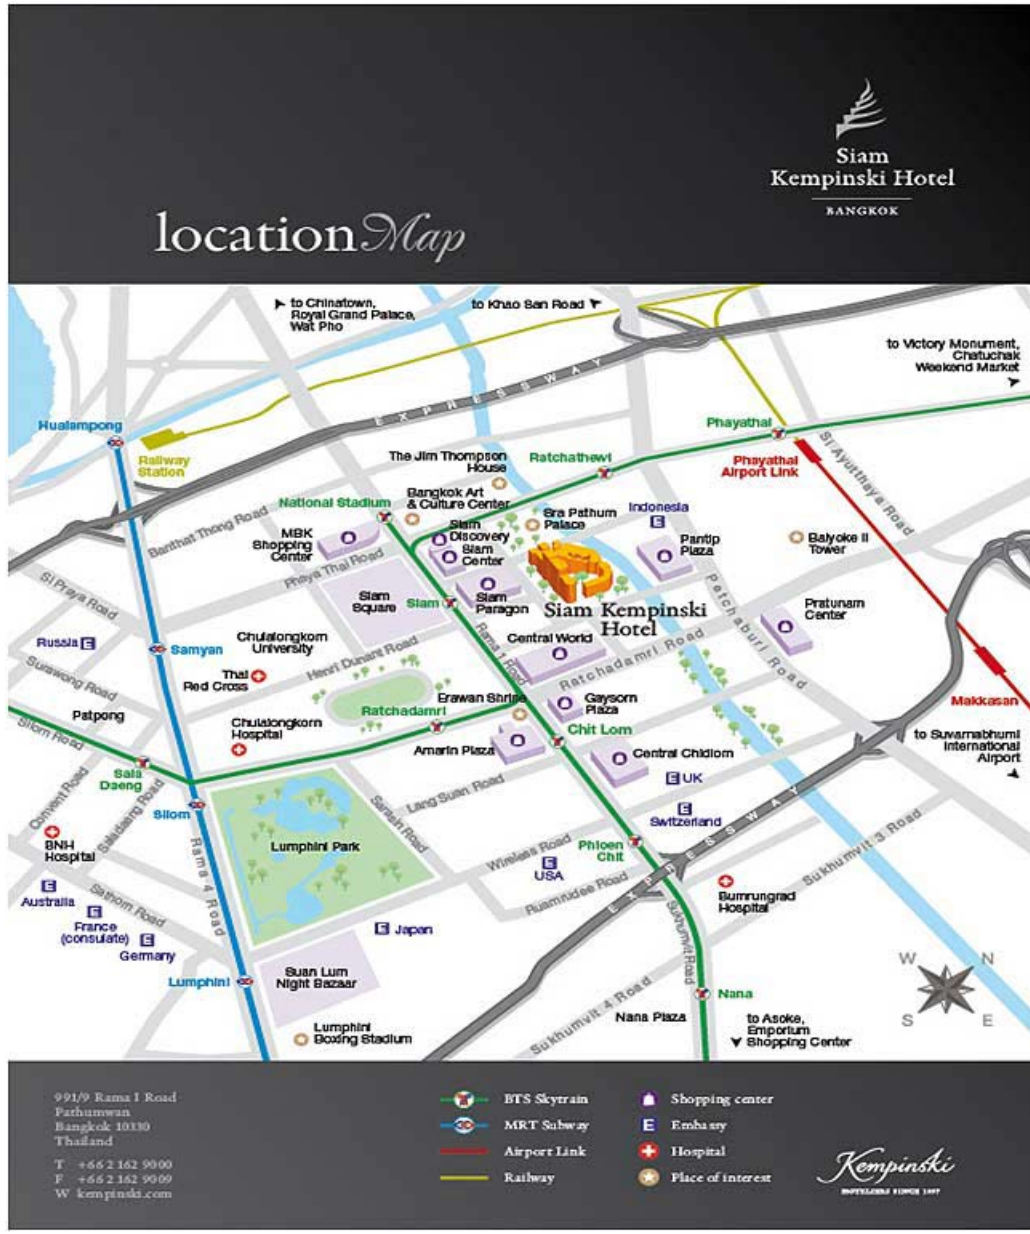 Siam
Kempinski Hotel
BANGKOK
location Map
to Chinatown,
Royal Grand Palace,
Wat Pho
to Khao San Road
to Victory Monument,
Chatuchak
Weekend Market
EXPRESSWAY
Hualampong
Railway
Station
Phayathai
Phayathai
Airport Link
Si Ayutthaya Road
The Jim Thompson
House
Ratchathewi
National Stadium
Bangkok Art
& Culture Center
Banthat Thong Road
MBK
Shopping
Center
Siam
Discovery
Siam
Center
Sra Pathum
Palace
Indonesia
Pantip
Plaza
Baiyoke II
Tower
Phaya Thai Road
Si Praya Road
Siam
Square
Siam
Siam
Paragon
Siam Kempinski
Hotel
Petchaburi Road
Pratunam
Center
Russia
Samyan
Chulalongkorn
University
Henri Dunant Road
Rama 1 Road
Central World
Ratchadamri Road
Surawong Road
Thai
Red Cross
Makkasan
Patpong
Erawan Shrine
Gaysorn
Plaza
Silom Road
Chulalongkorn
Hospital
Ratchadamri
Amarin Plaza
Chit Lom
Central Chidlom
to Suvarnabhumi
International
Airport
Sala
Daeng
UK
Convent Road
Saladaeng Road
Silom
Lang Suan Road
Sarasin Road
Switzerland
BNH
Hospital
Rama 4 Road
Lumphini Park
Wireless Road
USA
Ploen
Chit
EXPRESSWAY
Sukhumvit 3 Road
Australia
Sathorn Road
Ruamrudee Road
Bumrungrad
Hospital
France
(consulate)
Germany
Japan
Sukhumvit Road
Lumphini
Suan Lum
Night Bazaar
Nana
Nana Plaza
Sukhumvit 4 Road
W N
S E
Lumphini
Boxing Stadium
to Asoke,
Emporium
Shopping Center
991/9 Rama I Road
Pathumwan
Bangkok 10330
Thailand
T +66 2 162 9000
F +66 2 162 9009
W kempinski.com
BTS Skytrain
MRT Subway
Airport Link
Railway
Shopping center
Embassy
Hospital
Place of interest
Kempinski
HOTELIERS SINCE 1897